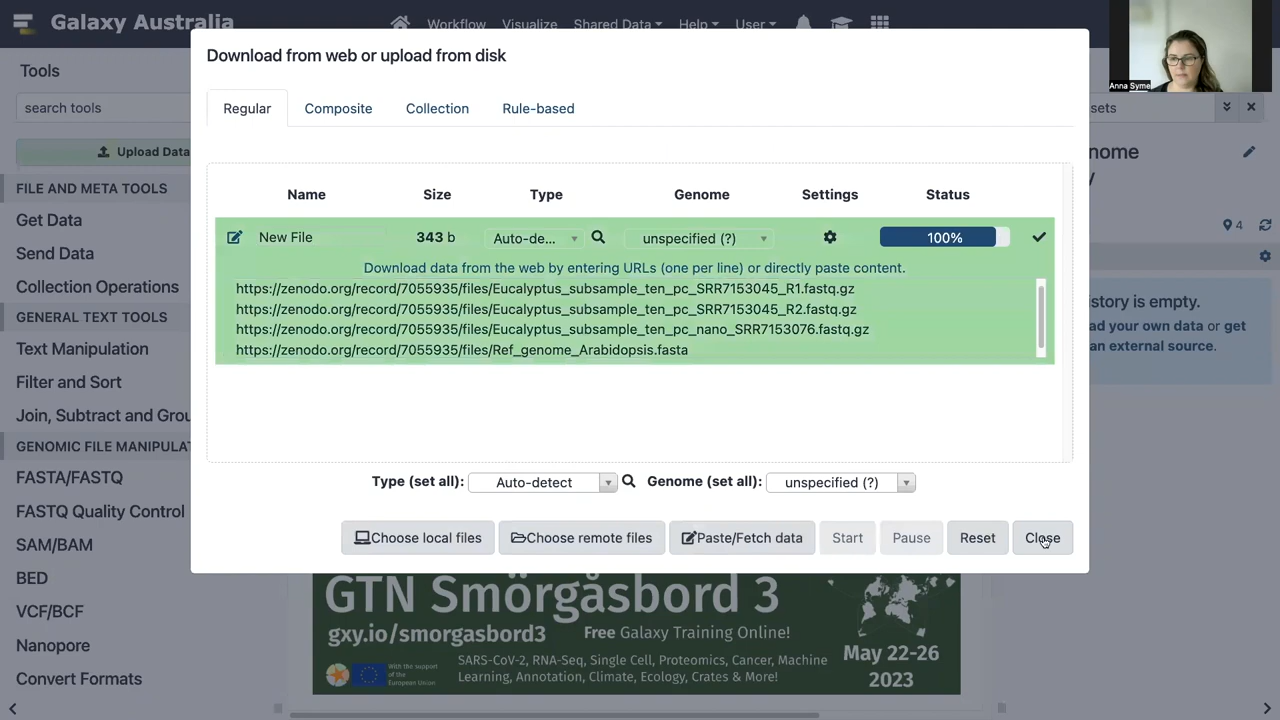 Galaxy Australia
Workflow Visualize Shared Data Help User
Anna Syme
Tools
search tools
Upload Data
FILE AND META TOOLS
Get Data
Send Data
Collection Operations
GENERAL TEXT TOOLS
Text Manipulation
Filter and Sort
Join, Subtract and Grou
GENOMIC FILE MANIPULAT
FASTA/FASTQ
FASTQ Quality Control
SAM/BAM
BED
VCF/BCF
Nanopore
Convert Formats
Download from web or upload from disk
Regular Composite Collection Rule-based
Name Size Type Genome Settings Status
New File 343 b Auto-de... unspecified (?) 100%
Download data from the web by entering URLs (one per line) or directly paste content.
https://zenodo.org/record/7055935/files/Eucalyptus_subsample_ten_pc_SRR7153045_R1.fastq.gz
https://zenodo.org/record/7055935/files/Eucalyptus_subsample_ten_pc_SRR7153045_R2.fastq.gz
https://zenodo.org/record/7055935/files/Eucalyptus_subsample_ten_pc_nano_SRR7153076.fastq.gz
https://zenodo.org/record/7055935/files/Ref_genome_Arabidopsis.fasta
Type (set all): Auto-detect Genome (set all): unspecified (?)
Choose local files Choose remote files Paste/Fetch data Start Pause Reset Close
GTN Smörgåsbord 3
gxy.io/smorgasbord3 Free Galaxy Training Online!
With the support of the European Union
SARS-CoV-2, RNA-Seq, Single Cell, Proteomics, Cancer, Machine
Learning, Annotation, Climate, Ecology, Crates & More!
May 22-26
2023
sets
nome
y
4
story is empty.
ad your own data or get
an external source.